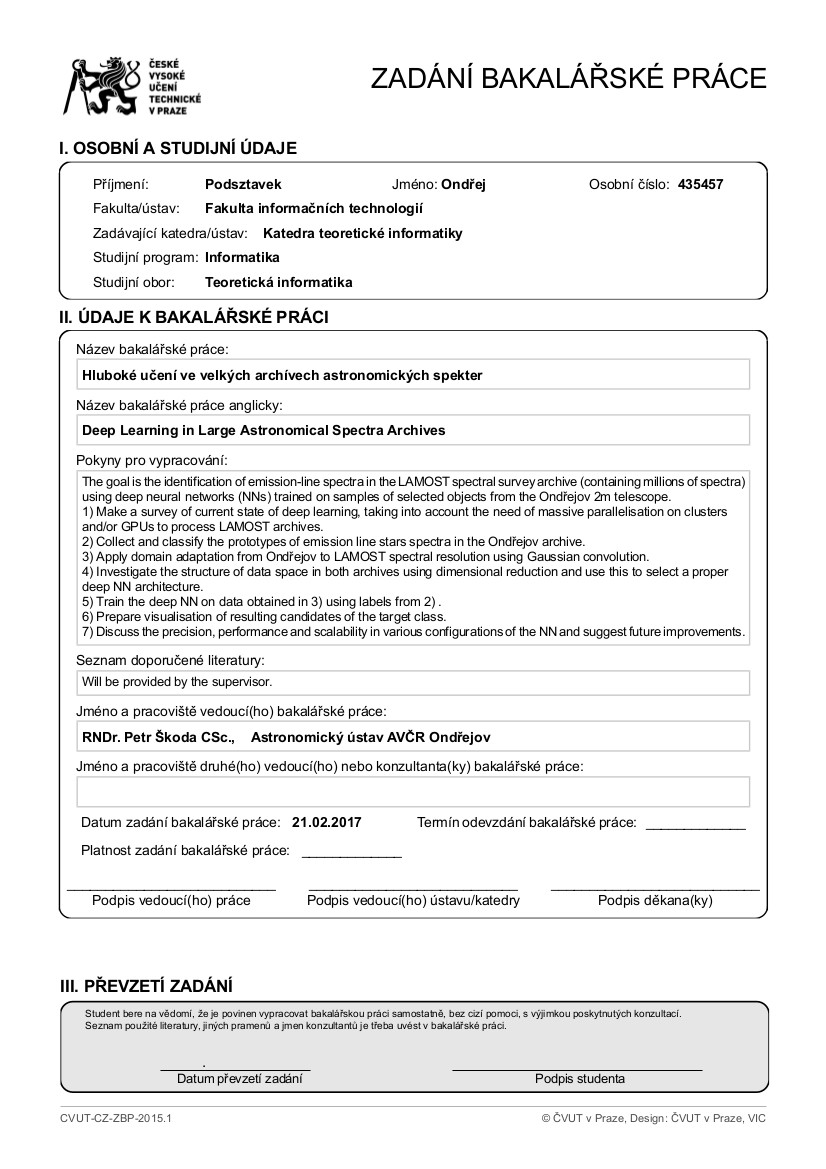 ČESKÉ
VYSOKÉ
UČENÍ
TECHNICKÉ
V PRAZE
ZADÁNÍ BAKALÁŘSKÉ PRÁCE
I. OSOBNÍ A STUDIJNÍ ÚDAJE
Příjmení: Podsztavek Jméno: Ondřej Osobní číslo: 435457
Fakulta/ústav: Fakulta informačních technologií
Zadávající katedra/ústav: Katedra teoretické informatiky
Studijní program: Informatika
Studijní obor: Teoretická informatika
II. ÚDAJE K BAKALÁŘSKÉ PRÁCI
Název bakalářské práce:
Hluboké učení ve velkých archívech astronomických spekter
Název bakalářské práce anglicky:
Deep Learning in Large Astronomical Spectra Archives
Pokyny pro vypracování:
The goal is the identification of emission-line spectra in the LAMOST spectral survey archive (containing millions of spectra)
using deep neural networks (NNs) trained on samples of selected objects from the Ondřejov 2m telescope.
1) Make a survey of current state of deep learning, taking into account the need of massive parallelisation on clusters
and/or GPUs to process LAMOST archives.
2) Collect and classify the prototypes of emission line stars spectra in the Ondřejov archive.
3) Apply domain adaptation from Ondřejov to LAMOST spectral resolution using Gaussian convolution.
4) Investigate the structure of data space in both archives using dimensional reduction and use this to select a proper
deep NN architecture.
5) Train the deep NN on data obtained in 3) using labels from 2) .
6) Prepare visualisation of resulting candidates of the target class.
7) Discuss the precision, performance and scalability in various configurations of the NN and suggest future improvements.
Seznam doporučené literatury:
Will be provided by the supervisor.
Jméno a pracoviště vedoucí(ho) bakalářské práce:
RNDr. Petr Škoda CSc., Astronomický ústav AVČR Ondřejov
Jméno a pracoviště druhé(ho) vedoucí(ho) nebo konzultanta(ky) bakalářské práce:
Datum zadání bakalářské práce: 21.02.2017 Termín odevzdání bakalářské práce: _____________
Platnost zadání bakalářské práce: _____________
Podpis vedoucí(ho) práce Podpis vedoucí(ho) ústavu/katedry Podpis děkana(ky)
III. PŘEVZETÍ ZADÁNÍ
Student bere na vědomí, že je povinen vypracovat bakalářskou práci samostatně, bez cizí pomoci, s výjimkou poskytnutých konzultací.
Seznam použité literatury, jiných pramenů a jmen konzultantů je třeba uvést v bakalářské práci.
.
Datum převzetí zadání Podpis studenta
CVUT-CZ-ZBP-2015.1 © ČVUT v Praze, Design: ČVUT v Praze, VIC